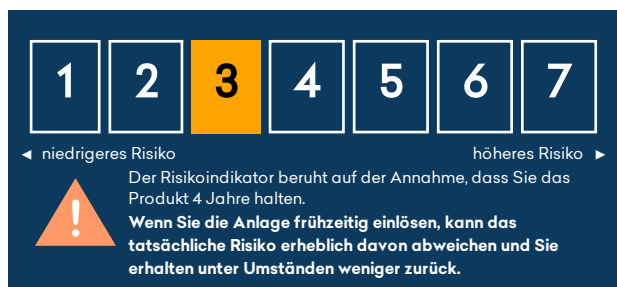 1 2 3 4 5 6 7
◄ niedrigeres Risiko höheres Risiko ►
Der Risikoindikator beruht auf der Annahme, dass Sie das
Produkt 4 Jahre halten.
Wenn Sie die Anlage frühzeitig einlösen, kann das
tatsächliche Risiko erheblich davon abweichen und Sie
erhalten unter Umständen weniger zurück.
!